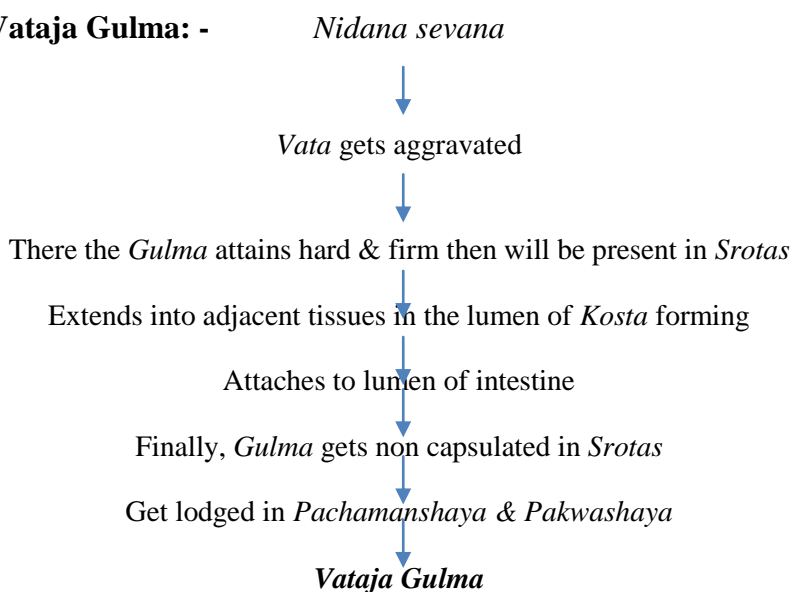 Vataja Gulma: - Nidana sevana
Vata gets aggravated
There the Gulma attains hard & firm then will be present in Srotas
Extends into adjacent tissues in the lumen of Kosta forming
Attaches to lumen of intestine
Finally, Gulma gets non capsulated in Srotas
Get lodged in Pachamanshaya & Pakwashaya
Vataja Gulma